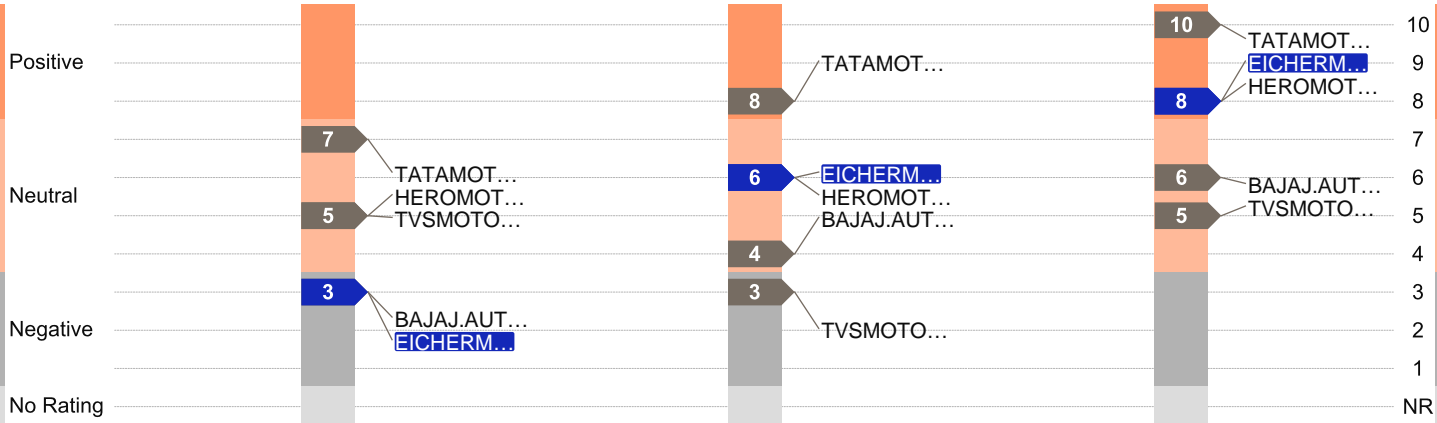 10 10
TATAMOT…
Positive TATAMOT… EICHERM… 9
HEROMOT…
8 8 8
7 7
TATAMOT… EICHERM…
Neutral HEROMOT… 6 HEROMOT… 6 BAJAJ.AUT… 6
5 TVSMOTO… BAJAJ.AUT… 5 TVSMOTO… 5
4 4
3 3 3
BAJAJ.AUT…
Negative EICHERM… TVSMOTO… 2
1
No Rating NR